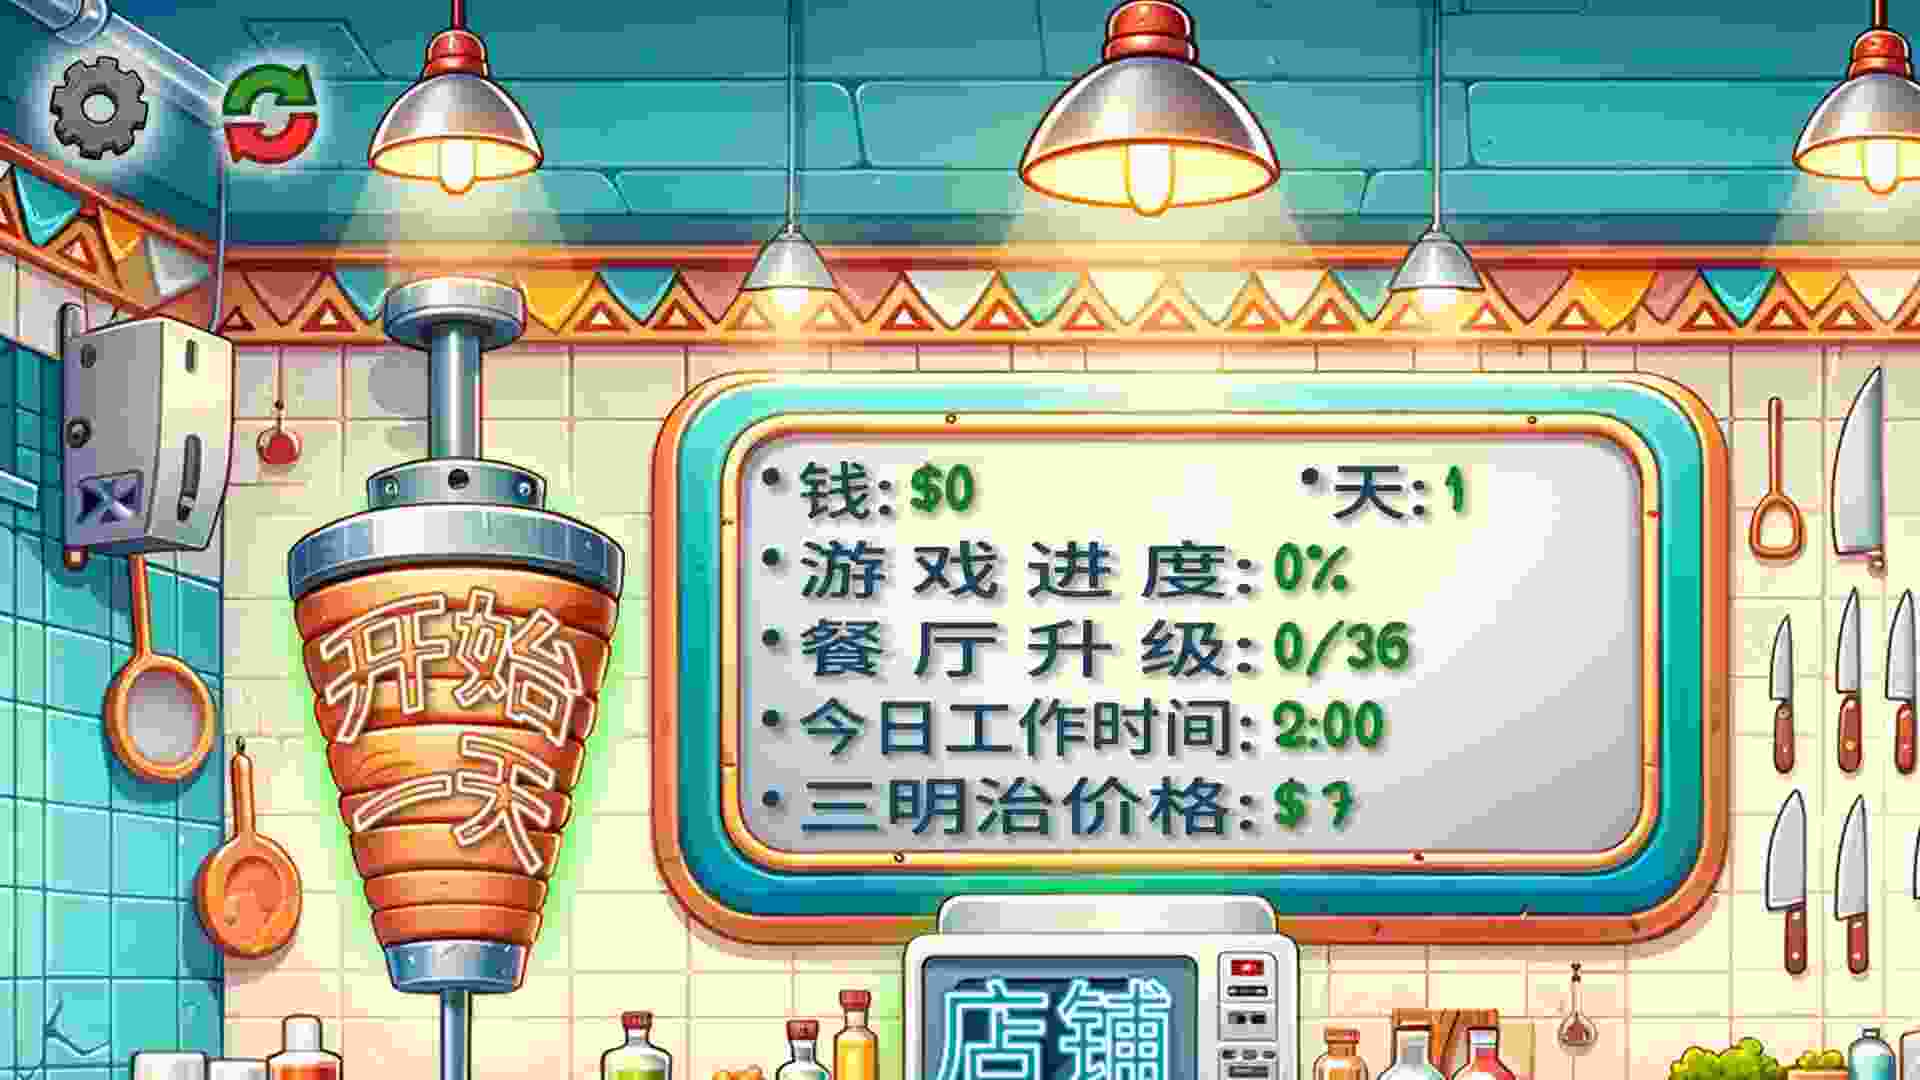 钱: $0
天: 1
游戏进度: 0%
餐厅升级: 0/36
今日工作时间: 2:00
三明治价格: $7
开始
一天
店铺